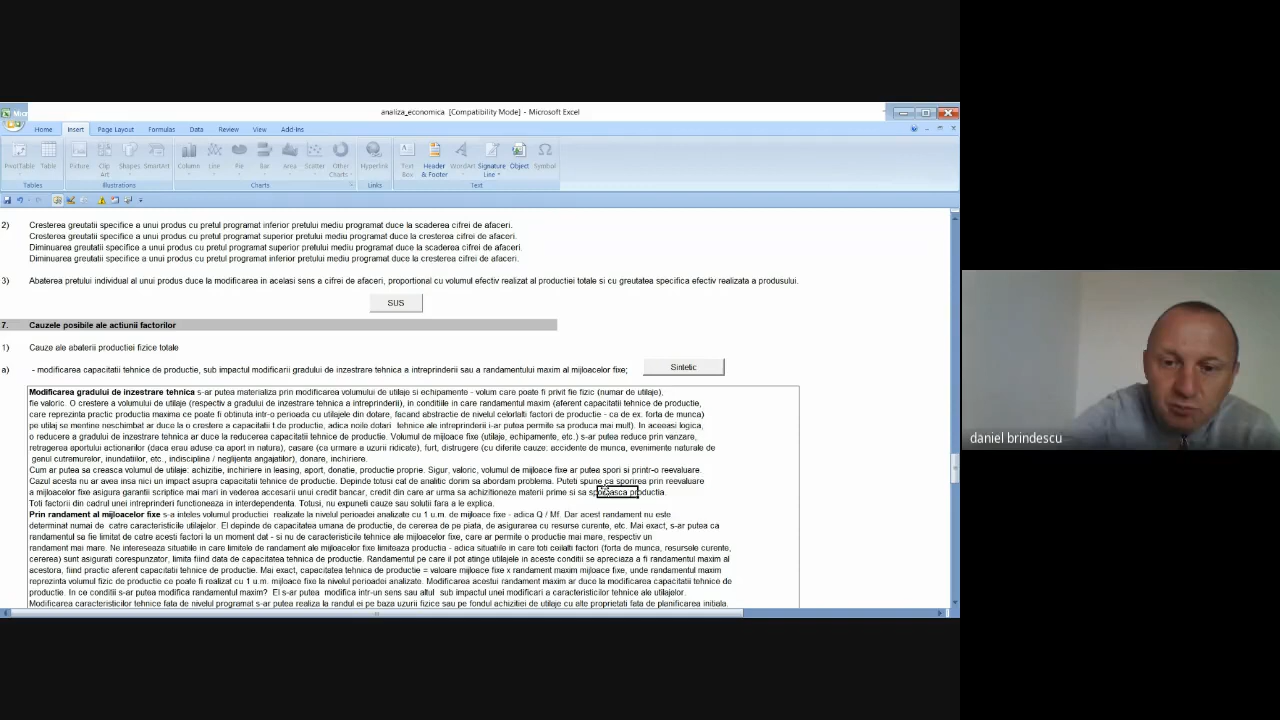 analiza_economica [Compatibility Mode] - Microsoft Excel
Home Insert Page Layout Formulas Data Review View Add-Ins
PivotTable Table Picture Clip Art Shapes SmartArt Column Line Pie Bar Area Scatter Other Charts Hyperlink Text Box Header & Footer WordArt Signature Line Object Symbol
Tables Illustrations Charts Links Text
2) Cresterea greutatii specifice a unui produs cu pretul programat inferior pretului mediu programat duce la scaderea cifrei de afaceri.
Cresterea greutatii specifice a unui produs cu pretul programat superior pretului mediu programat duce la cresterea cifrei de afaceri.
Diminuarea greutatii specifice a unui produs cu pretul programat superior pretului mediu programat duce la scaderea cifrei de afaceri.
Diminuarea greutatii specifice a unui produs cu pretul programat inferior pretului mediu programat duce la cresterea cifrei de afaceri.
3) Abaterea pretului individual al unui produs duce la modificarea in acelasi sens a cifrei de afaceri, proportional cu volumul efectiv realizat al productiei totale si cu greutatea specifica efectiv realizata a produsului.
SUS
7. Cauzele posibile ale actiunii factorilor
1) Cauze ale abaterii productiei fizice totale
a) - modificarea capacitatii tehnice de productie, sub impactul modificarii gradului de inzestrare tehnica a intreprinderii sau a randamentului maxim al mijloacelor fixe;
Sintetic
Modificarea gradului de inzestrare tehnica s-ar putea materializa prin modificarea volumului de utilaje si echipamente - volum care poate fi privit fie fizic (numar de utilaje),
fie valoric. O crestere a volumului de utilaje (respectiv a gradului de inzestrare tehnica a intreprinderii), in conditiile in care randamentul maxim (aferent capacitatii tehnice de productie,
care reprezinta practic productia maxima ce poate fi obtinuta intr-o perioada cu utilajele din dotare, facand abstractie de nivelul celorlalti factori de productie - ca de ex. forta de munca)
pe utilaj se mentine neschimbat ar duce la o crestere a capacitatii t de productie, adica noile dotari tehnice ale intreprinderii i-ar putea permite sa produca mai mult). In aceeasi logica,
o reducere a gradului de inzestrare tehnica ar duce la reducerea capacitatii tehnice de productie. Volumul de mijloace fixe (utilaje, echipamente, etc.) s-ar putea reduce prin vanzare,
retragerea aportului actionarilor (daca erau aduse ca aport in natura), casare (ca urmare a uzurii ridicate), furt, distrugere (cu diferite cauze: accidente de munca, evenimente naturale de
genul cutremurelor, inundatiilor, etc., indisciplina / neglijenta angajatilor), donare, inchiriere.
Cum ar putea sa creasca volumul de utilaje: achizitie, inchiriere in leasing, aport, donatie, productie proprie. Sigur, valoric, volumul de mijloace fixe ar putea spori si printr-o reevaluare.
Cazul acesta nu ar avea insa nici un impact asupra capacitatii tehnice de productie. Depinde totusi cat de analitic dorim sa abordam problema. Puteti spune ca sporirea prin reevaluare
a mijloacelor fixe asigura garantii scriptice mai mari in vederea accesarii unui credit bancar, credit din care ar urma sa achizitioneze materii prime si sa sporeasca productia.
Toti factorii din cadrul unei intreprinderi functioneaza in interdependenta. Totusi, nu expuneti cauze sau solutii fara a le explica.
Prin randament al mijloacelor fixe s-a inteles volumul productiei realizate la nivelul perioadei analizate cu 1 u.m. de mijloace fixe - adica Q / Mf. Dar acest randament nu este
determinat numai de catre caracteristicile utilajelor. El depinde de capacitatea umana de productie, de cererea de pe piata, de asigurarea cu resurse curente, etc. Mai exact, s-ar putea ca
randamentul sa fie limitat de catre acesti factori la un moment dat - si nu de caracteristicile tehnice ale mijloacelor fixe, care ar permite o productie mai mare, respectiv un
randament mai mare. Ne intereseaza situatiile in care limitele de randament ale mijloacelor fixe limiteaza productia - adica situatiile in care toti ceilalti factori (forta de munca, resursele curente,
cererea) sunt asigurati corespunzator, limita fiind data de capacitatea tehnica de productie. Randamentul pe care il pot atinge utilajele in aceste conditii se apreciaza a fi randamentul maxim al
acestora, fiind practic aferent capacitatii tehnice de productie. Mai exact, capacitatea tehnica de productie = valoare mijloace fixe x randament maxim mijloace fixe, unde randamentul maxim
reprezinta volumul fizic de productie ce poate fi realizat cu 1 u.m. mijloace fixe la nivelul perioadei analizate. Modificarea acestui randament maxim ar duce la modificarea capacitatii tehnice de
productie. In ce conditii s-ar putea modifica randamentul maxim? El s-ar putea modifica intr-un sens sau altul sub impactul unei modificari a caracteristicilor tehnice ale utilajelor.
Modificarea caracteristicilor tehnice fata de nivelul programat s-ar putea realiza la randul ei pe baza uzurii fizice sau pe fondul achizitiei de utilaje cu alte proprietati fata de planificarea initiala.
daniel brindescu